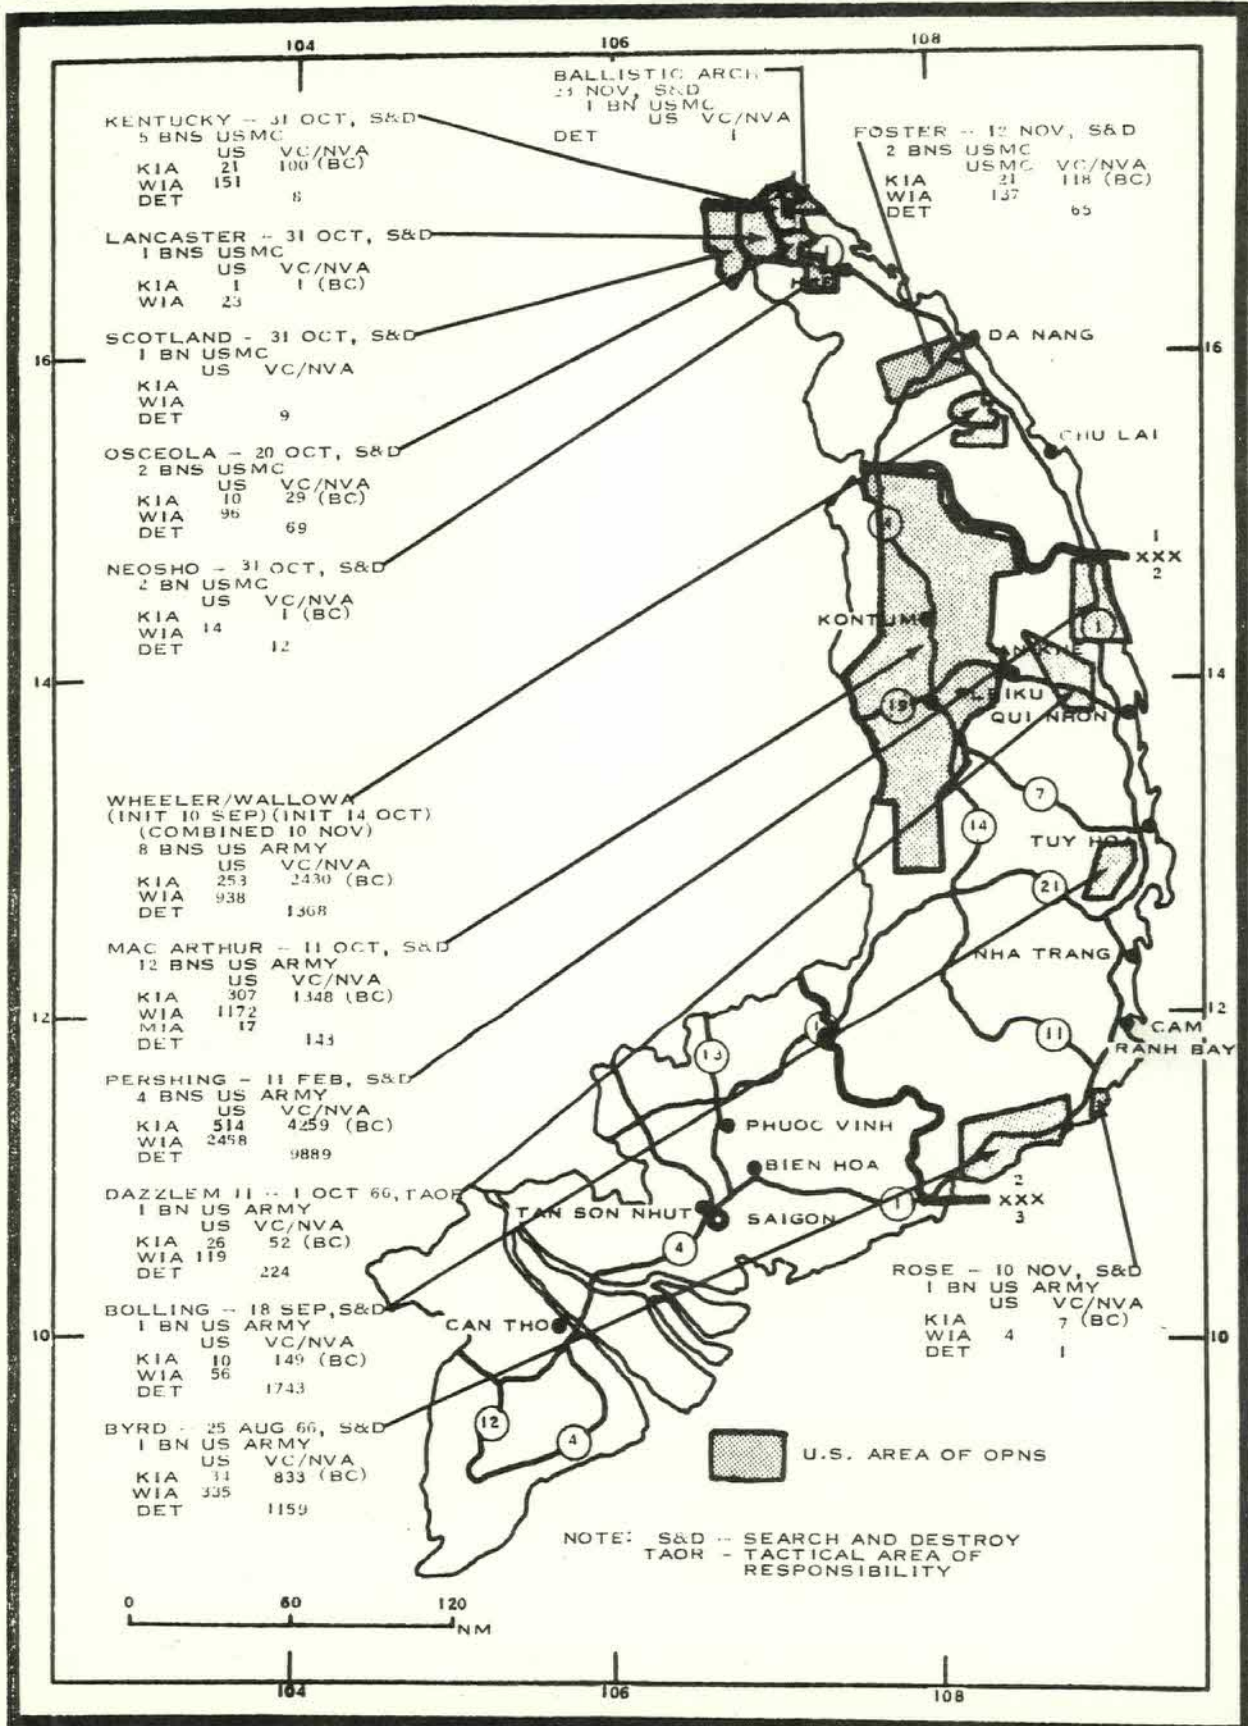 104
106
108
KENTUCKY - 31 OCT, S&D
5 BNS USMC
US VC/NVA
KIA 21 100 (BC)
WIA 151
DET 8
LANCASTER - 31 OCT, S&D
1 BNS USMC
US VC/NVA
KIA 1 1 (BC)
WIA 23
SCOTLAND - 31 OCT, S&D
1 BN USMC
US VC/NVA
KIA
WIA
DET 9
OSCEOLA - 20 OCT, S&D
2 BNS USMC
US VC/NVA
KIA 10 29 (BC)
WIA 96
DET 69
NEOSHO - 31 OCT, S&D
2 BN USMC
US VC/NVA
KIA 1 (BC)
WIA 14
DET 12
WHEELER/WALLOWA
(INIT 10 SEP)(INIT 14 OCT)
(COMBINED 10 NOV)
8 BNS US ARMY
US VC/NVA
KIA 253 2430 (BC)
WIA 938
DET 1368
MAC ARTHUR - 11 OCT, S&D
12 BNS US ARMY
US VC/NVA
KIA 307 1348 (BC)
WIA 1172
MIA 17
DET 143
PERSHING - 11 FEB, S&D
4 BNS US ARMY
US VC/NVA
KIA 514 4259 (BC)
WIA 2458
DET 9889
DAZZLEM 11 - 1 OCT 66, TAOR
1 BN US ARMY
US VC/NVA
KIA 26 52 (BC)
WIA 119
DET 224
BOLLING - 18 SEP, S&D
1 BN US ARMY
US VC/NVA
KIA 10 149 (BC)
WIA 56
DET 1743
BYRD - 25 AUG 66, S&D
1 BN US ARMY
US VC/NVA
KIA 34 833 (BC)
WIA 335
DET 1159
BALLISTIC ARCH
NOV, S&D
1 BN USMC
US VC/NVA
DET 1
FOSTER - 12 NOV, S&D
2 BNS USMC
USMC VC/NVA
KIA 21 118 (BC)
WIA 137
DET 65
1
HUE
16
16
DA NANG
CHU LAI
14
1
XXX
2
KONTUM
1
AN KHE
14
14
19
PLEIKU
QUI NHON
7
14
TUY HOA
21
NHA TRANG
12
12
13
11
CAM
RANH BAY
PHUOC VINH
BIEN HOA
TAN SON NHUT
SAIGON
1
2
XXX
3
4
ROSE - 10 NOV, S&D
1 BN US ARMY
US VC/NVA
KIA 7 (BC)
WIA 4
DET 1
10
10
CAN THO
12
4
U.S. AREA OF OPNS
NOTE: S&D - SEARCH AND DESTROY
TAOR - TACTICAL AREA OF
RESPONSIBILITY
0 60 120
NM
104
106
108